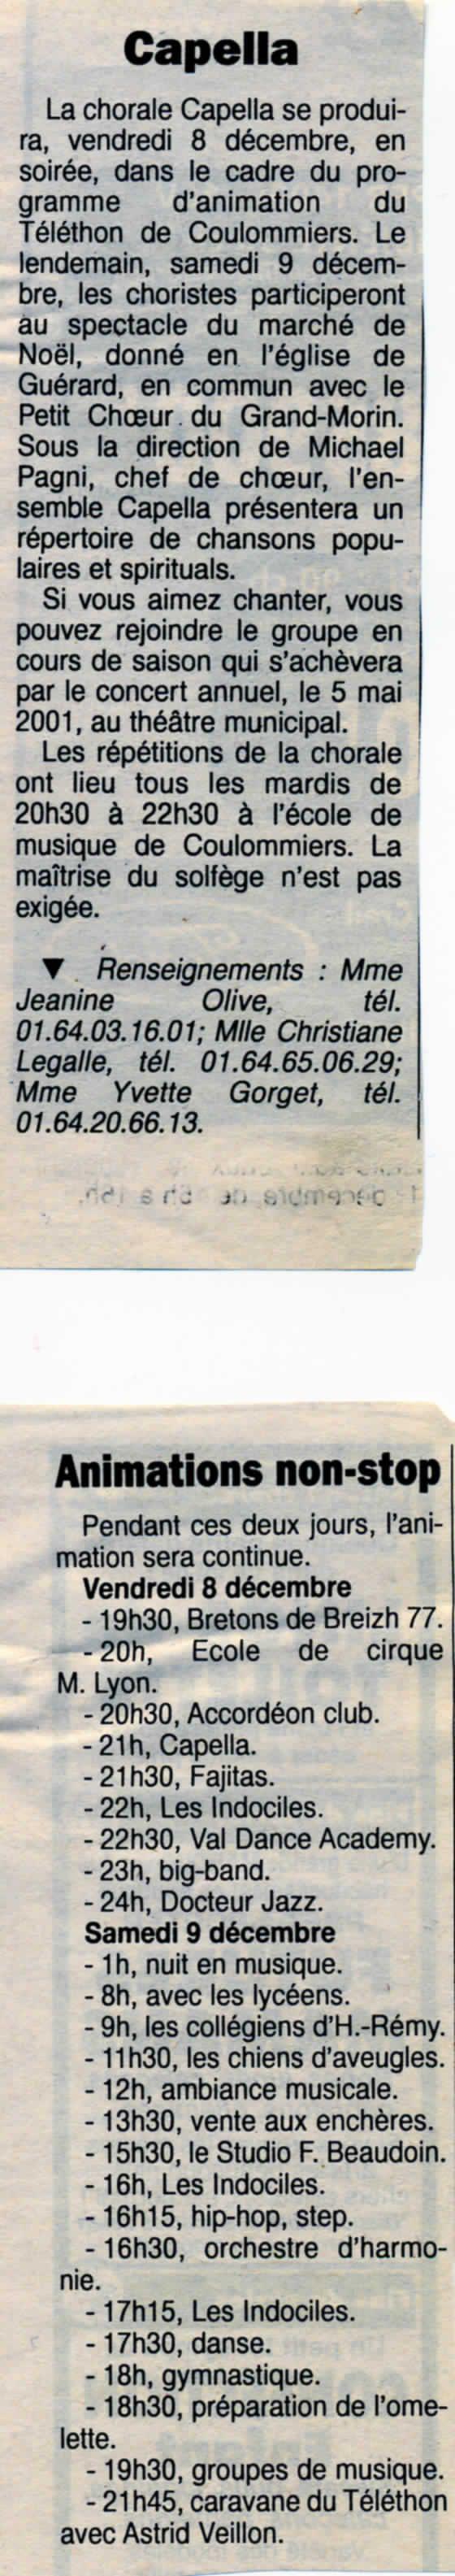 Capella
La chorale Capella se produi-
ra, vendredi 8 décembre, en
soirée, dans le cadre du pro-
gramme d'animation du
Téléthon de Coulommiers. Le
lendemain, samedi 9 décem-
bre, les choristes participeront
au spectacle du marché de
Noël, donné en l'église de
Guérard, en commun avec le
Petit Chœur du Grand-Morin.
Sous la direction de Michael
Pagni, chef de chœur, l'en-
semble Capella présentera un
répertoire de chansons popu-
laires et spirituals.
Si vous aimez chanter, vous
pouvez rejoindre le groupe en
cours de saison qui s'achèvera
par le concert annuel, le 5 mai
2001, au théâtre municipal.
Les répétitions de la chorale
ont lieu tous les mardis de
20h30 à 22h30 à l'école de
musique de Coulommiers. La
maîtrise du solfège n'est pas
exigée.
▼ Renseignements : Mme
Jeanine Olive, tél.
01.64.03.16.01; Mlle Christiane
Legalle, tél. 01.64.65.06.29;
Mme Yvette Gorget, tél.
01.64.20.66.13.
Animations non-stop
Pendant ces deux jours, l'ani-
mation sera continue.
Vendredi 8 décembre
- 19h30, Bretons de Breizh 77.
- 20h, Ecole de cirque
M. Lyon.
- 20h30, Accordéon club.
- 21h, Capella.
- 21h30, Fajitas.
- 22h, Les Indociles.
- 22h30, Val Dance Academy.
- 23h, big-band.
- 24h, Docteur Jazz.
Samedi 9 décembre
- 1h, nuit en musique.
- 8h, avec les lycéens.
- 9h, les collégiens d'H.-Rémy.
- 11h30, les chiens d'aveugles.
- 12h, ambiance musicale.
- 13h30, vente aux enchères.
- 15h30, le Studio F. Beaudoin.
- 16h, Les Indociles.
- 16h15, hip-hop, step.
- 16h30, orchestre d'harmo-
nie.
- 17h15, Les Indociles.
- 17h30, danse.
- 18h, gymnastique.
- 18h30, préparation de l'ome-
lette.
- 19h30, groupes de musique.
- 21h45, caravane du Téléthon
avec Astrid Veillon.